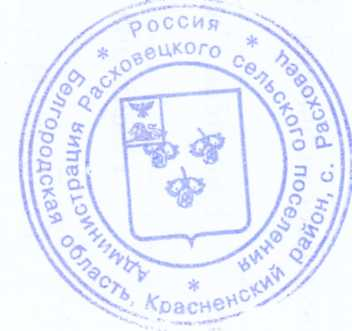 Россия * Белгородская область, Красненский район, с. Расховец *
Администрация Расховецкого сельского поселения *